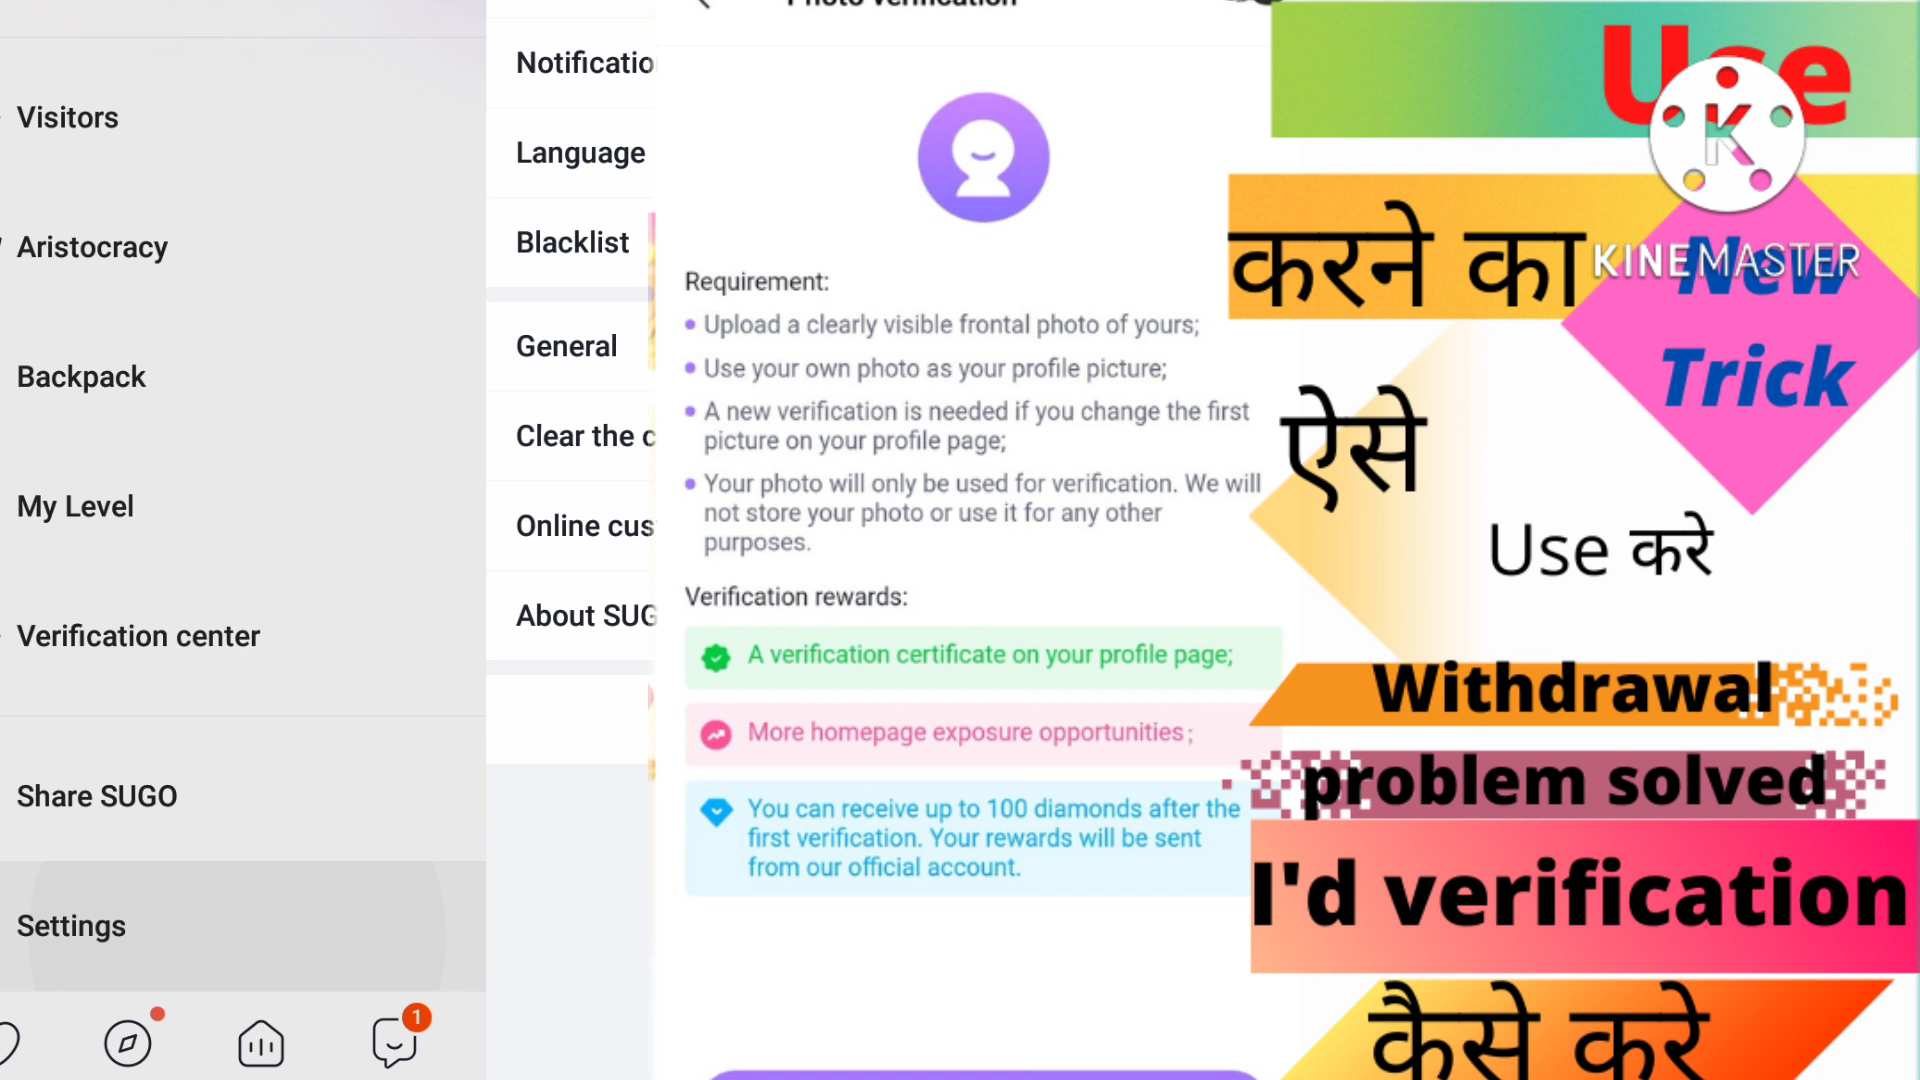 Visitors
Aristocracy
Backpack
My Level
Verification center
Share SUGO
Settings
1
Notificatio
Language
Blacklist
General
Clear the c
Online cus
About SUG
Photo verification
Requirement:
Upload a clearly visible frontal photo of yours;
Use your own photo as your profile picture;
A new verification is needed if you change the first
picture on your profile page;
Your photo will only be used for verification. We will
not store your photo or use it for any other
purposes.
Verification rewards:
A verification certificate on your profile page;
More homepage exposure opportunities;
You can receive up to 100 diamonds after the
first verification. Your rewards will be sent
from our official account.
Use
K
KINEMASTER
करने का
New
Trick
ऐसे
Use करे
Withdrawal
problem solved
I'd verification
कैसे करे